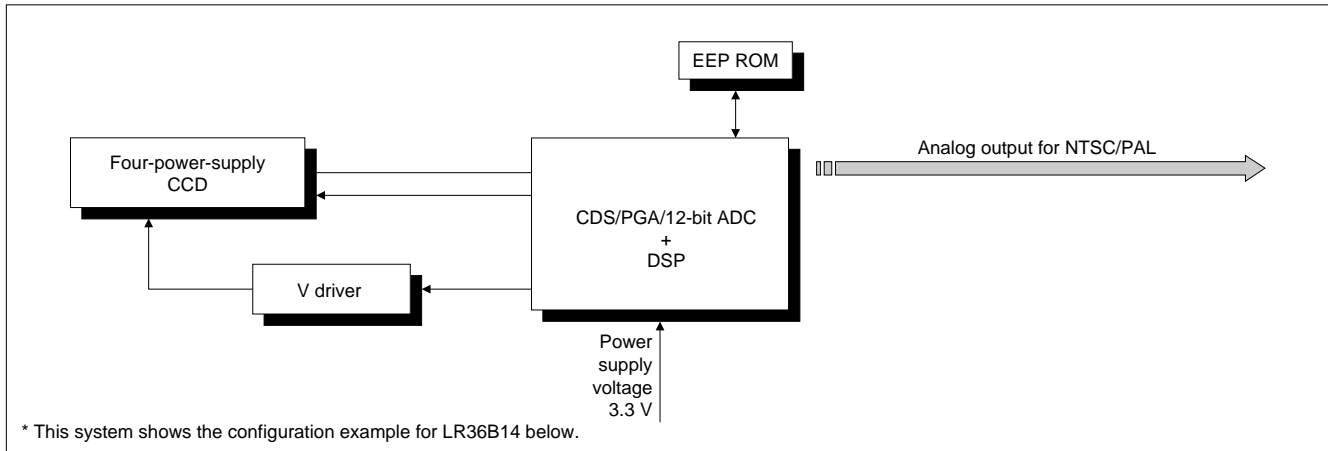 EEP ROM
Four-power-supply
CCD
Analog output for NTSC/PAL
CDS/PGA/12-bit ADC
+
DSP
V driver
Power
supply
voltage
3.3 V
* This system shows the configuration example for LR36B14 below.